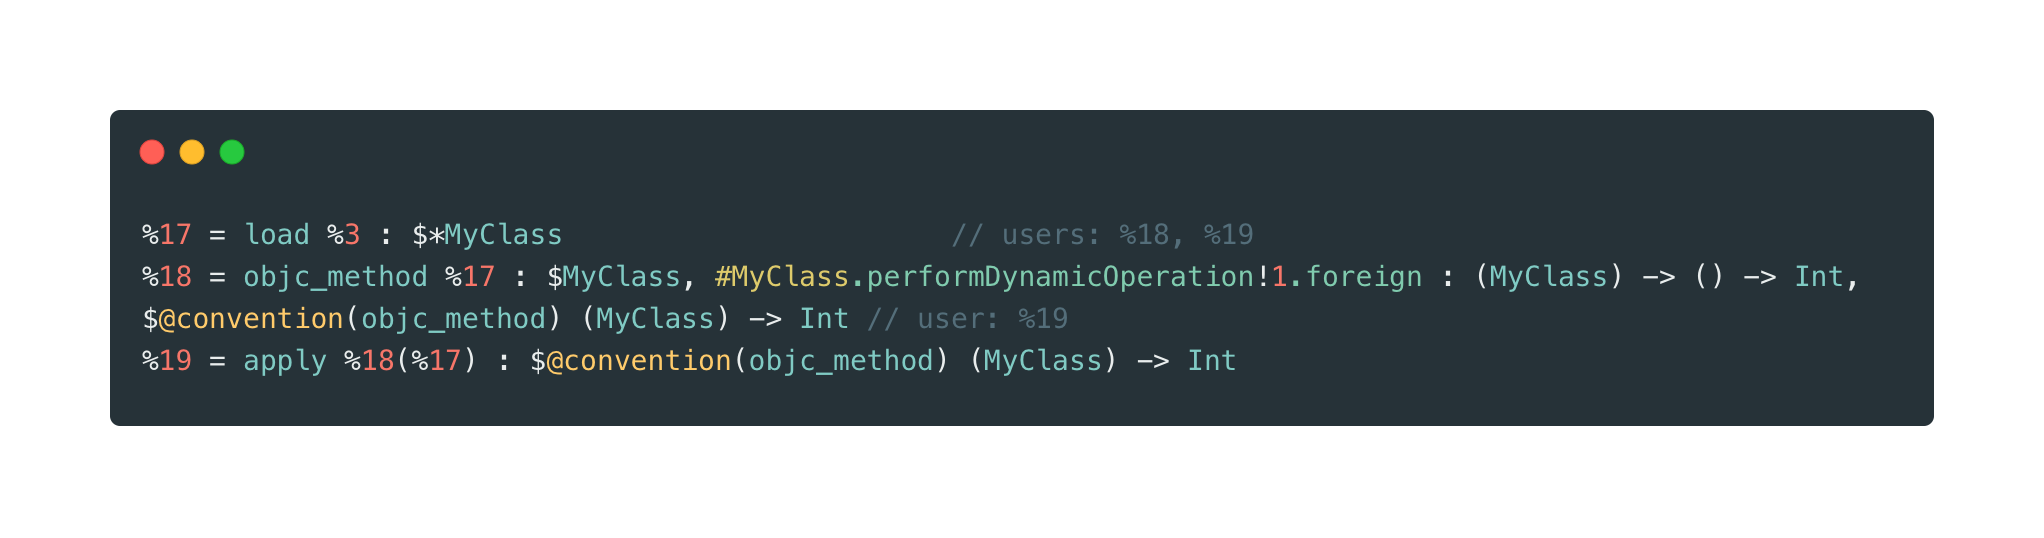 %17 = load %3 : $*MyClass                       // users: %18, %19
%18 = objc_method %17 : $MyClass, #MyClass.performDynamicOperation!1.foreign : (MyClass) -> () -> Int,
$@convention(objc_method) (MyClass) -> Int // user: %19
%19 = apply %18(%17) : $@convention(objc_method) (MyClass) -> Int